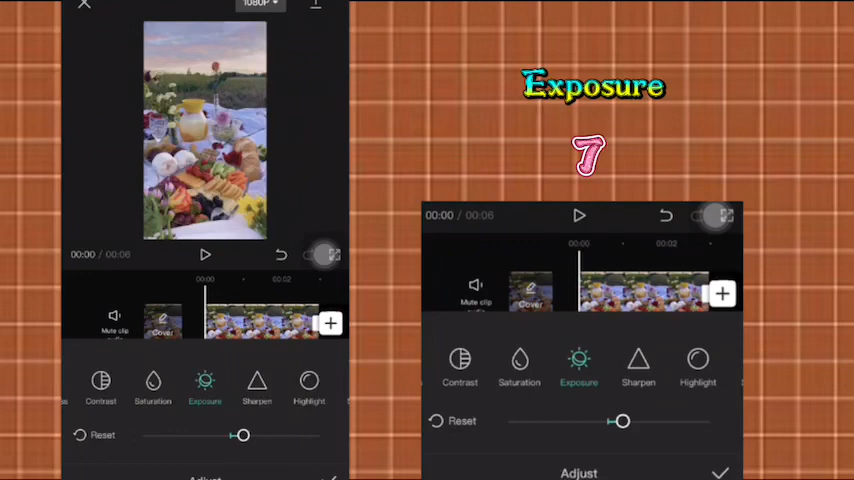 1080P
00:00 / 00:06
00:00
00:02
Mute clip
Cover
Contrast
Saturation
Exposure
Sharpen
Highlight
Reset
Adjust
Exposure
7
00:00 / 00:06
00:00
00:02
Mute clip
Cover
Contrast
Saturation
Exposure
Sharpen
Highlight
Reset
Adjust